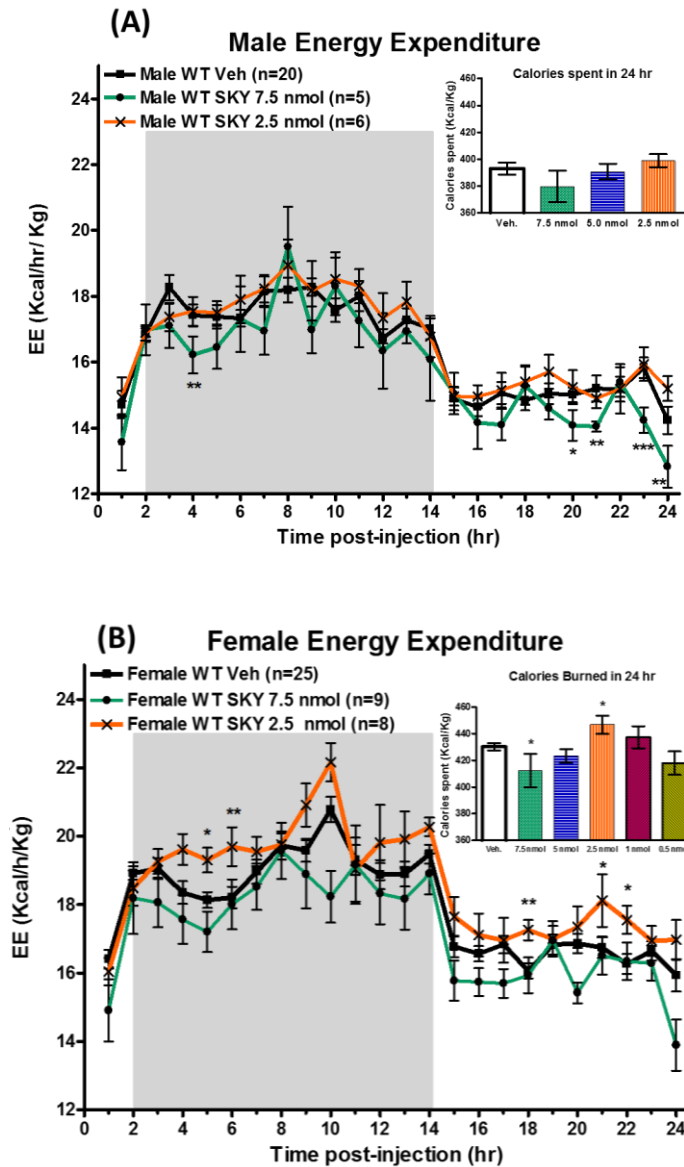 (A)
Male Energy Expenditure
Male WT Veh (n=20)
Male WT SKY 7.5 nmol (n=5)
Male WT SKY 2.5 nmol (n=6)
Calories spent in 24 hr
Calories spent (Kcal/Kg)
460
440
420
400
380
360
Veh.
7.5 nmol
5.0 nmol
2.5 nmol
EE (Kcal/hr/ Kg)
24
22
20
18
16
14
12
**
*
**
***
**
0 2 4 6 8 10 12 14 16 18 20 22 24
Time post-injection (hr)
(B)
Female Energy Expenditure
Female WT Veh (n=25)
Female WT SKY 7.5 nmol (n=9)
Female WT SKY 2.5 nmol (n=8)
Calories Burned in 24 hr
Calories spent (Kcal/Kg)
460
440
420
400
380
360
*
*
Veh.
7.5 nmol
5 nmol
2.5 nmol
1 nmol
0.5 nm
EE (Kcal/h/Kg)
24
22
20
18
16
14
12
*
**
**
*
*
0 2 4 6 8 10 12 14 16 18 20 22 24
Time post-injection (hr)